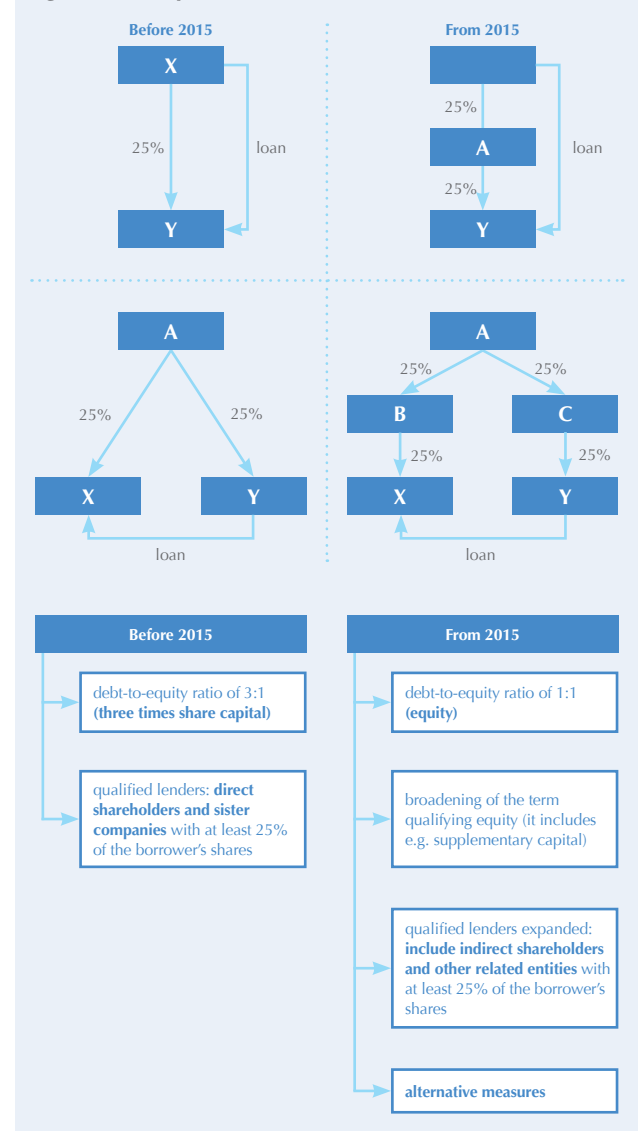 Before 2015
From 2015
X
25%
loan
Y
25%
A
25%
loan
Y
A
25%
25%
X
Y
loan
A
25%
25%
B
C
25%
25%
X
Y
loan
Before 2015
debt-to-equity ratio of 3:1
(three times share capital)
qualified lenders: direct
shareholders and sister
companies with at least 25%
of the borrower's shares
From 2015
debt-to-equity ratio of 1:1
(equity)
broadening of the term
qualifying equity (it includes
e.g. supplementary capital)
qualified lenders expanded:
include indirect shareholders
and other related entities with
at least 25% of the borrower's
shares
alternative measures